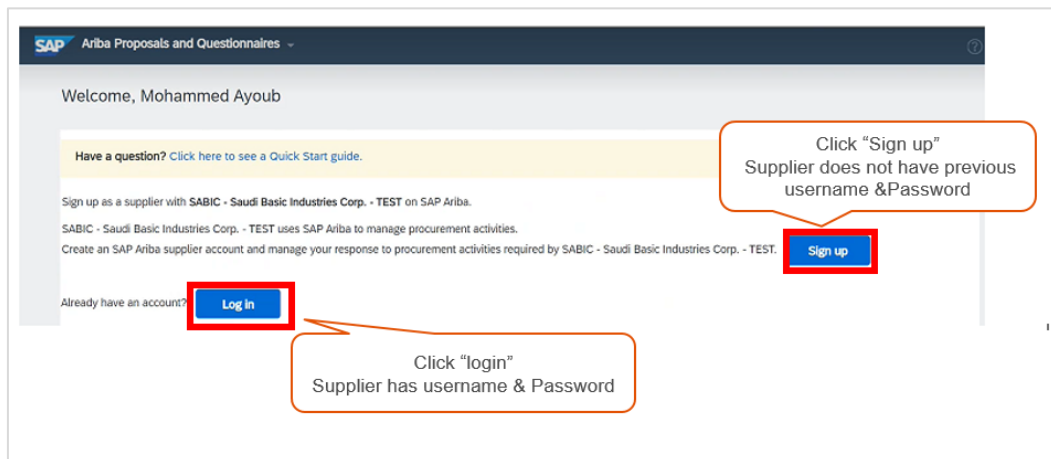 SAP Ariba Proposals and Questionnaires
Welcome, Mohammed Ayoub
Have a question? Click here to see a Quick Start guide.
Click “Sign up”
Supplier does not have previous
username &Password
Sign up as a supplier with SABIC - Saudi Basic Industries Corp. - TEST on SAP Ariba.
SABIC - Saudi Basic Industries Corp. - TEST uses SAP Ariba to manage procurement activities.
Create an SAP Ariba supplier account and manage your response to procurement activities required by SABIC - Saudi Basic Industries Corp. - TEST. Sign up
Already have an account? Log in
Click “login”
Supplier has username & Password